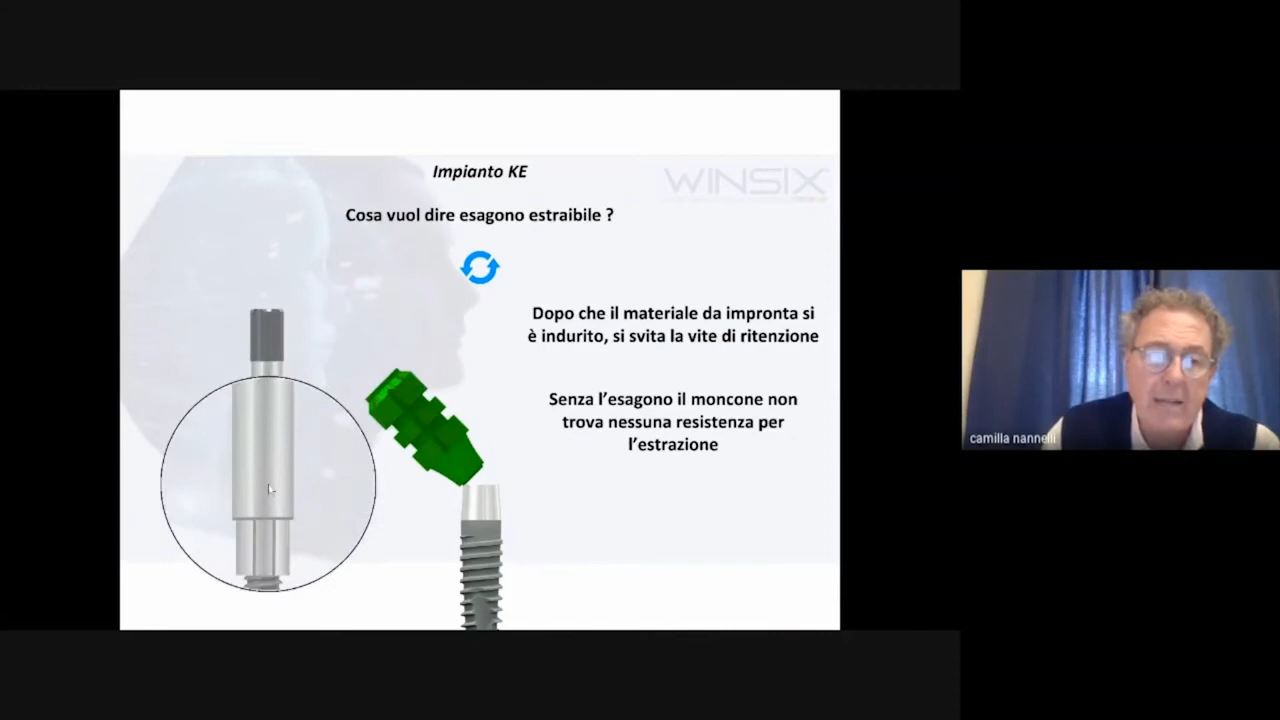 Impianto KE
WINSIX
Cosa vuol dire esagono estraibile ?
Dopo che il materiale da impronta si
è indurito, si svita la vite di ritenzione
Senza l'esagono il moncone non
trova nessuna resistenza per
l'estrazione
camilla nannelli